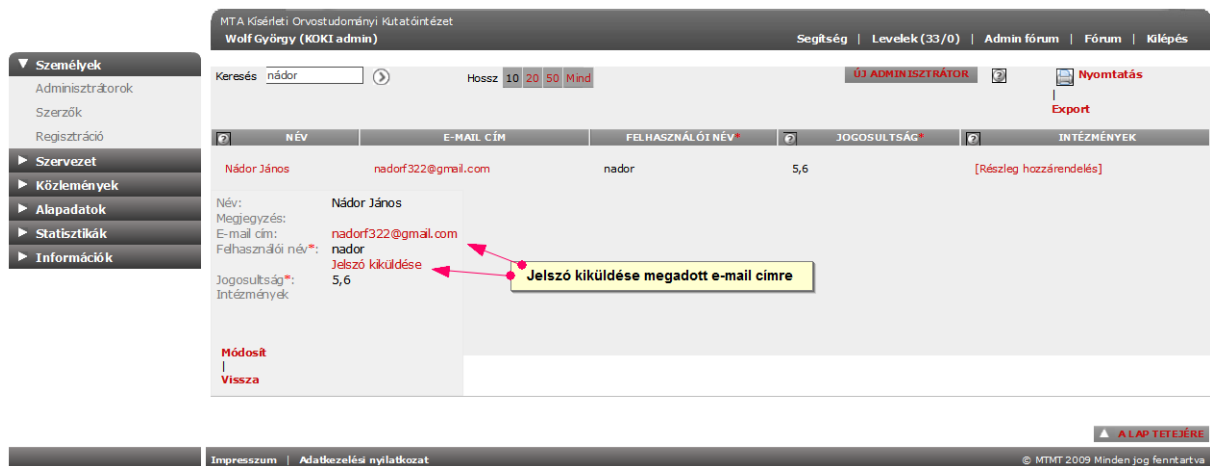 MTA Kísérleti Orvostudományi Kutatóintézet
Wolf György (KOKI admin)
Segítség | Levelek (33/0) | Admin fórum | Fórum | Kilépés
Személyek
Adminisztrátorok
Szerzők
Regisztráció
Szervezet
Közlemények
Alapadatok
Statisztikák
Információk
Keresés nádor
Hossz 10 20 50 Mind
ÚJ ADMINISZTRÁTOR
Nyomtatás
|
Export
NÉV E-MAIL CÍM FELHASZNÁLÓI NÉV* JOGOSULTSÁG* INTÉZMÉNYEK
Nádor János nadorf322@gmail.com nador 5,6 [Részleg hozzárendelés]
Név: Nádor János
Megjegyzés:
E-mail cím: nadorf322@gmail.com
Felhasználói név*: nador
Jelszó kiküldése
Jogosultság*: 5,6
Intézmények
Jelszó kiküldése megadott e-mail címre
Módosít
|
Vissza
A LAP TETEJÉRE
Impresszum | Adatkezelési nyilatkozat
© MTMT 2009 Minden jog fenntartva